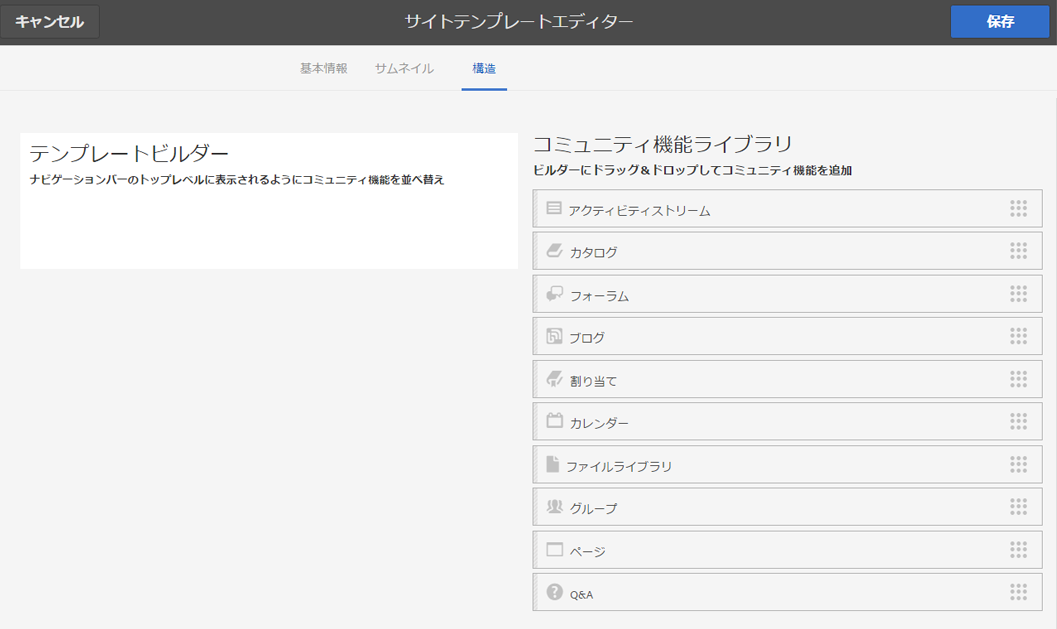 キャンセル
サイトテンプレートエディター
保存
基本情報
サムネイル
構造
テンプレートビルダー
ナビゲーションバーのトップレベルに表示されるようにコミュニティ機能を並べ替え
コミュニティ機能ライブラリ
ビルダーにドラッグ＆ドロップしてコミュニティ機能を追加
アクティビティストリーム
カタログ
フォーラム
ブログ
割り当て
カレンダー
ファイルライブラリ
グループ
ページ
Q&A